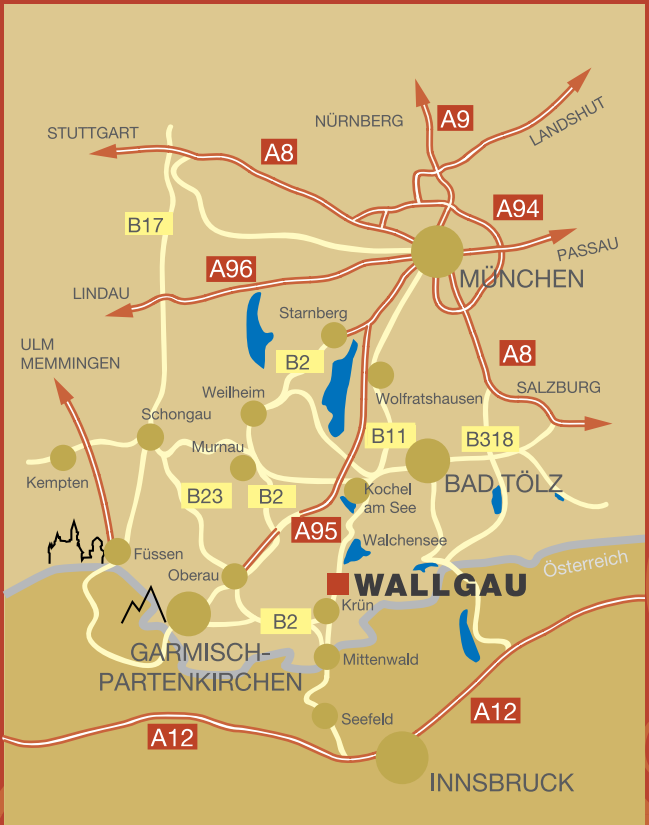 NÜRNBERG
A9
LANDSHUT
STUTTGART
A8
A94
B17
PASSAU
A96
MÜNCHEN
LINDAU
Starnberg
ULM
MEMMINGEN
B2
A8
SALZBURG
Weilheim
Wolfratshausen
Schongau
B11
B318
Murnau
Kempten
BAD TÖLZ
B23
B2
Kochel
am See
A95
Walchensee
Füssen
Österreich
Oberau
WALLGAU
Krün
B2
GARMISCH-
PARTENKIRCHEN
Mittenwald
A12
Seefeld
A12
INNSBRUCK